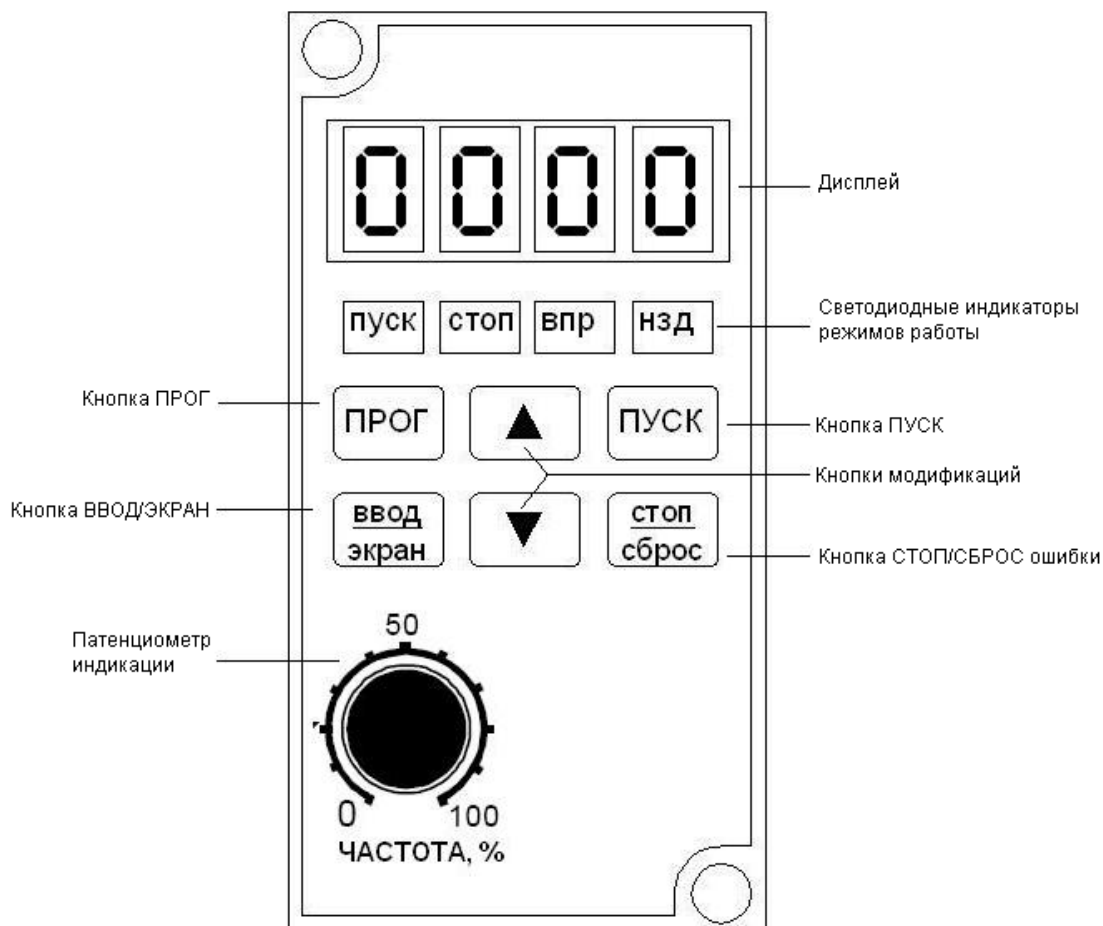 0000
Дисплей
пуск стоп впр нзд
Светодиодные индикаторы
режимов работы
Кнопка ПРОГ
ПРОГ
ПУСК
Кнопка ПУСК
Кнопки модификаций
Кнопка ВВОД/ЭКРАН
ввод
экран
стоп
сброс
Кнопка СТОП/СБРОС ошибки
Патенциометр
индикации
50
0
100
ЧАСТОТА, %